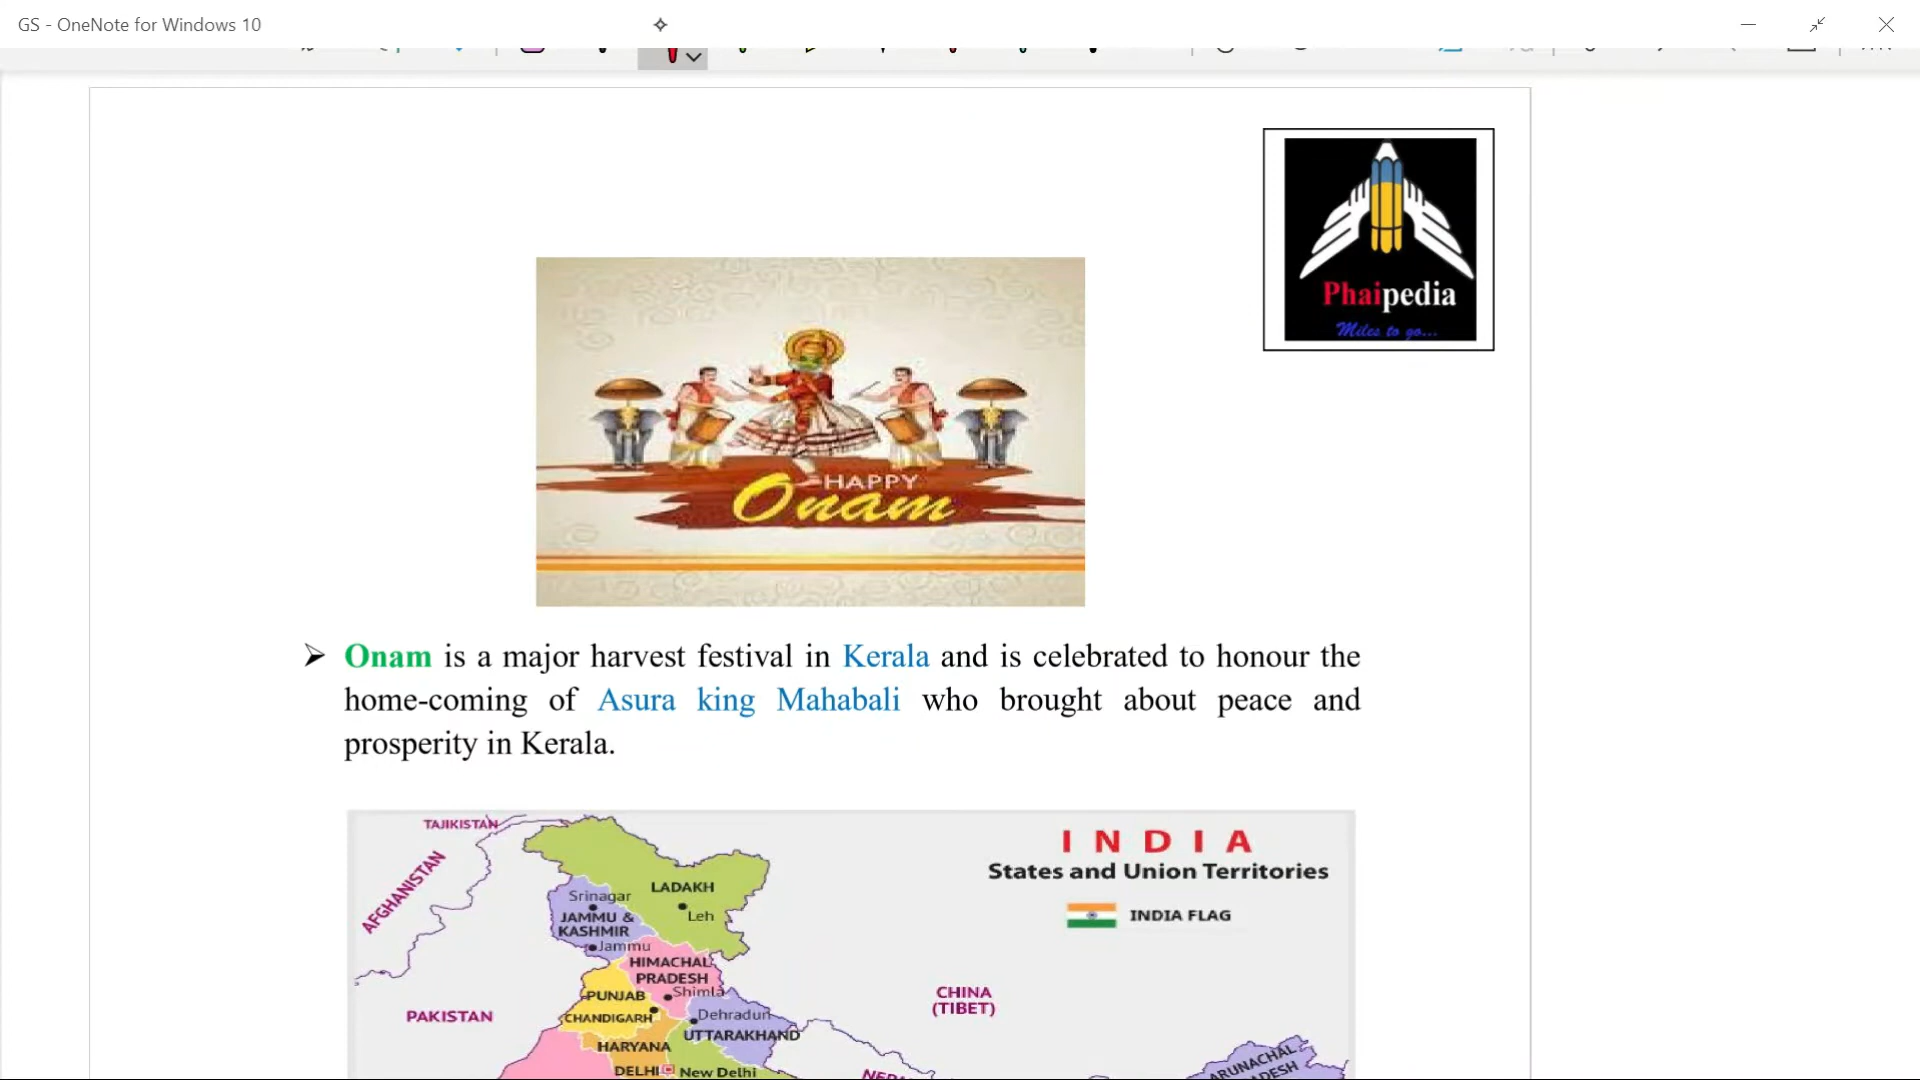 GS - OneNote for Windows 10
Phaipedia
Miles to go...
HAPPY
Onam
Onam is a major harvest festival in Kerala and is celebrated to honour the
home-coming of Asura king Mahabali who brought about peace and
prosperity in Kerala.
TAJIKISTAN
INDIA
States and Union Territories
AFGHANISTAN
LADAKH
Srinagar
Leh
JAMMU &
KASHMIR
INDIA FLAG
Jammu
HIMACHAL
PRADESH
PUNJAB
Shimla
CHINA
(TIBET)
PAKISTAN
CHANDIGARH
Dehradun
UTTARAKHAND
HARYANA
ARUNACHAL
DELHI
New Delhi